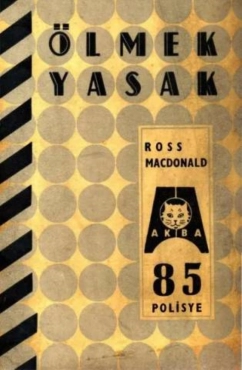 ÖLMEK
YASAK
ROSS
MACDONALD
AKBA
85
POLİSYE